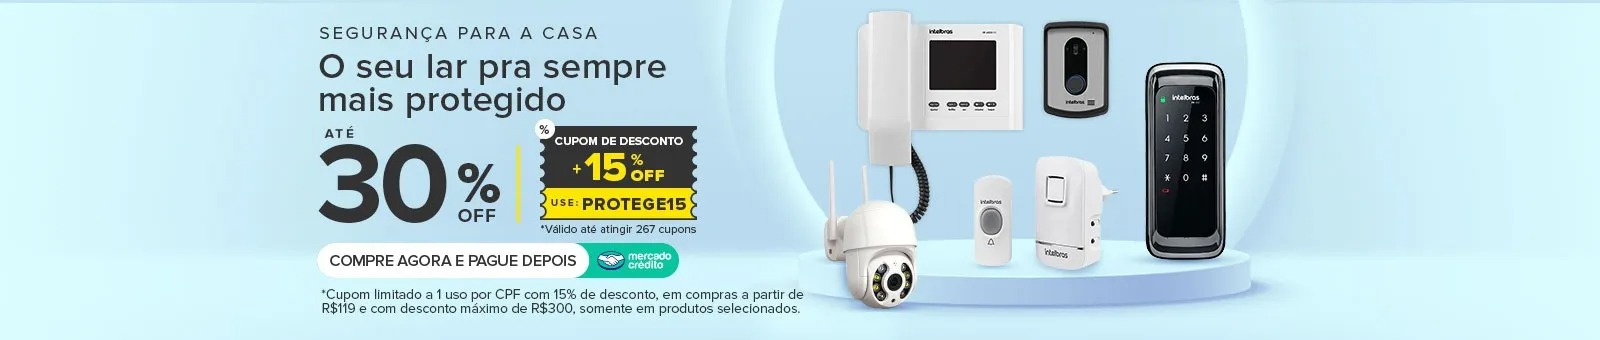 SEGURANÇA PARA A CASA
O seu lar pra sempre
mais protegido
ATÉ
30%
OFF
%
CUPOM DE DESCONTO
+15%
OFF
USE: PROTEGE15
*Válido até atingir 267 cupons
COMPRE AGORA E PAGUE DEPOIS
mercado
crédito
*Cupom limitado a 1 uso por CPF com 15% de desconto, em compras a partir de
R$119 e com desconto máximo de R$300, somente em produtos selecionados.
intelbras
intelbras
intelbras
1 2 3
4 5 6
7 8 9
* 0 #
intelbras
intelbras